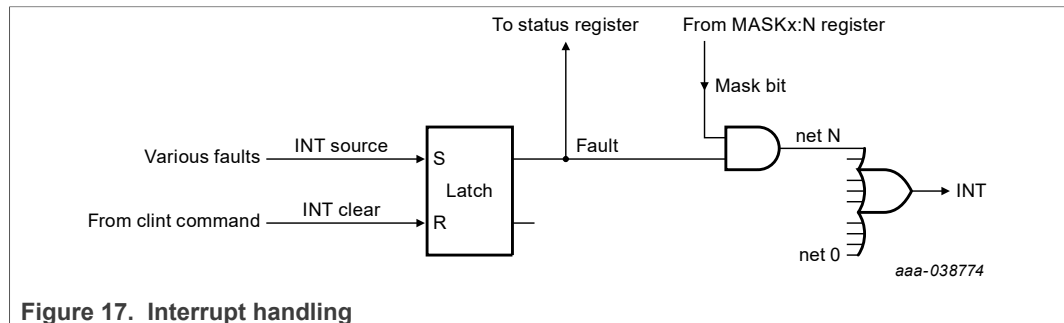 To status register
From MASKx:N register
Mask bit
net N
Various faults
INT source
S
Fault
Latch
INT
From clint command
INT clear
R
net 0
aaa-038774
Figure 17. Interrupt handling